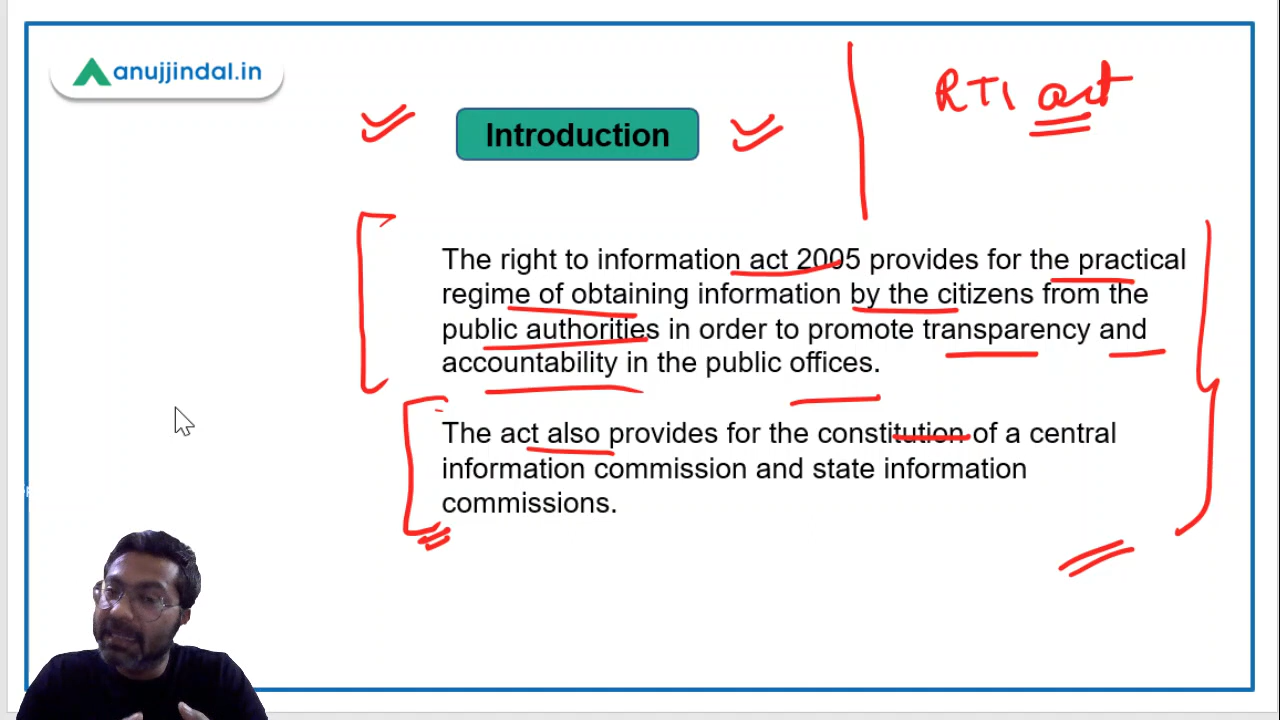 anujjindal.in
RTI act
Introduction
The right to information act 2005 provides for the practical
regime of obtaining information by the citizens from the
public authorities in order to promote transparency and
accountability in the public offices.
The act also provides for the constitution of a central
information commission and state information
commissions.